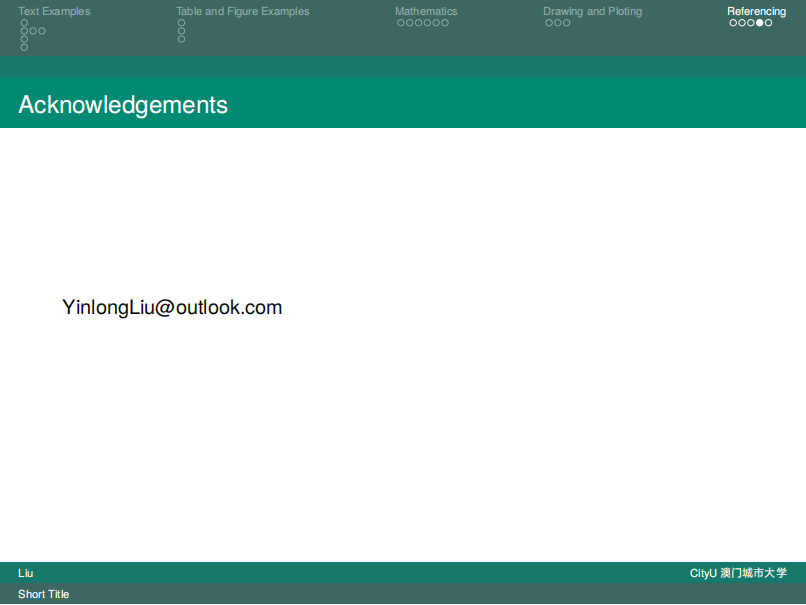 Text Examples
Table and Figure Examples
Mathematics
Drawing and Ploting
Referencing
Acknowledgements
YinlongLiu@outlook.com
Liu
CityU 澳门城市大学
Short Title